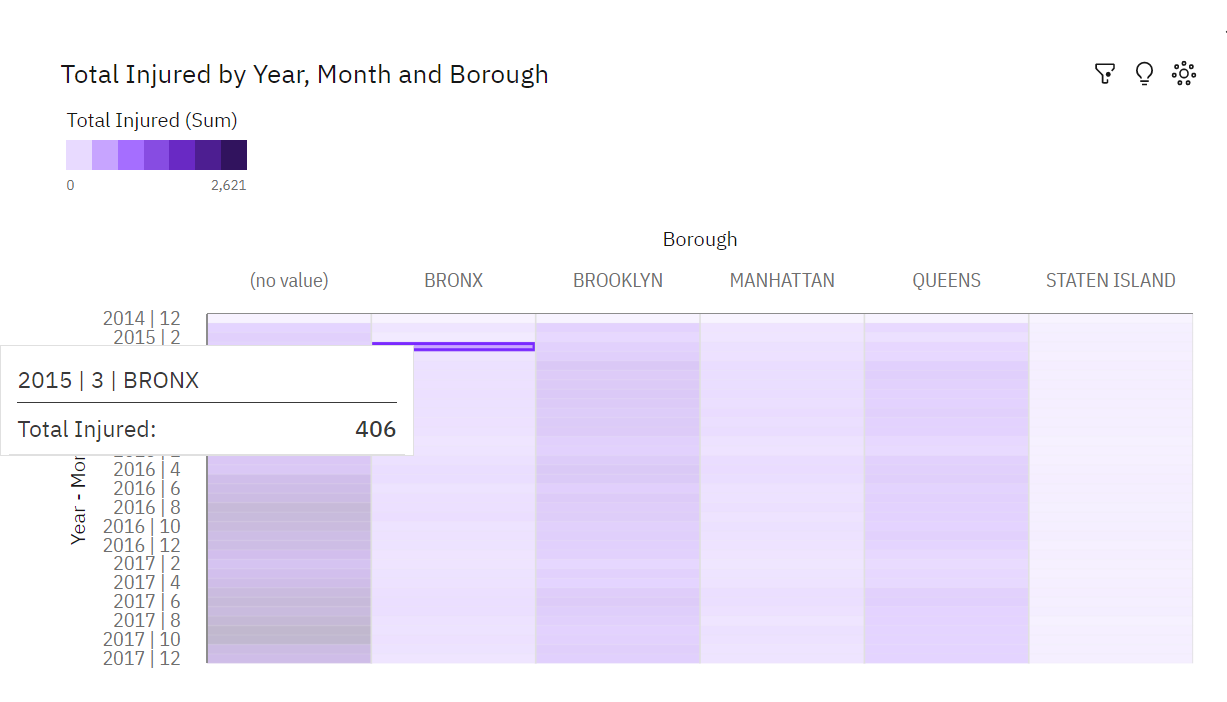 Total Injured by Year, Month and Borough
Total Injured (Sum)
0 2,621
Borough
(no value) BRONX BROOKLYN MANHATTAN QUEENS STATEN ISLAND
2014 | 12
2015 | 2
2015 | 3 | BRONX
Total Injured: 406
Year - Mon
2016 | 4
2016 | 6
2016 | 8
2016 | 10
2016 | 12
2017 | 2
2017 | 4
2017 | 6
2017 | 8
2017 | 10
2017 | 12